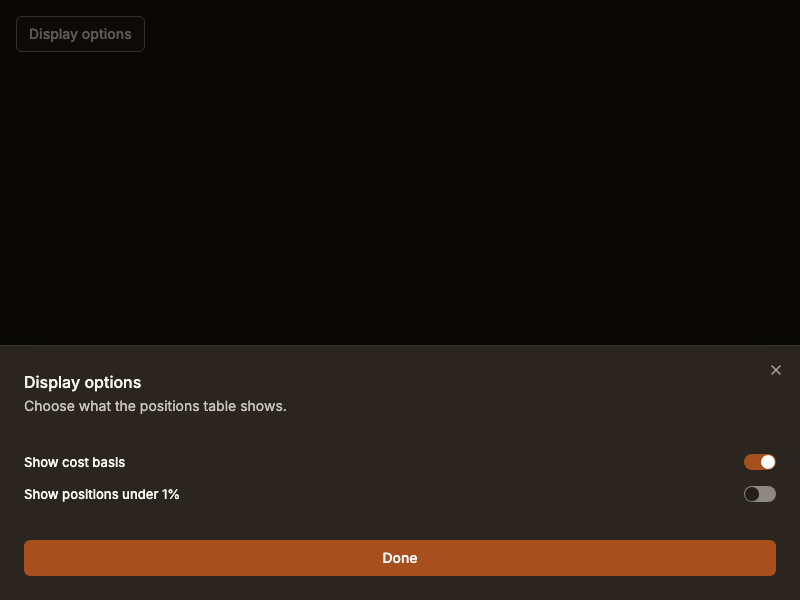 Display options
Display options
Choose what the positions table shows.
Show cost basis
Show positions under 1%
Done